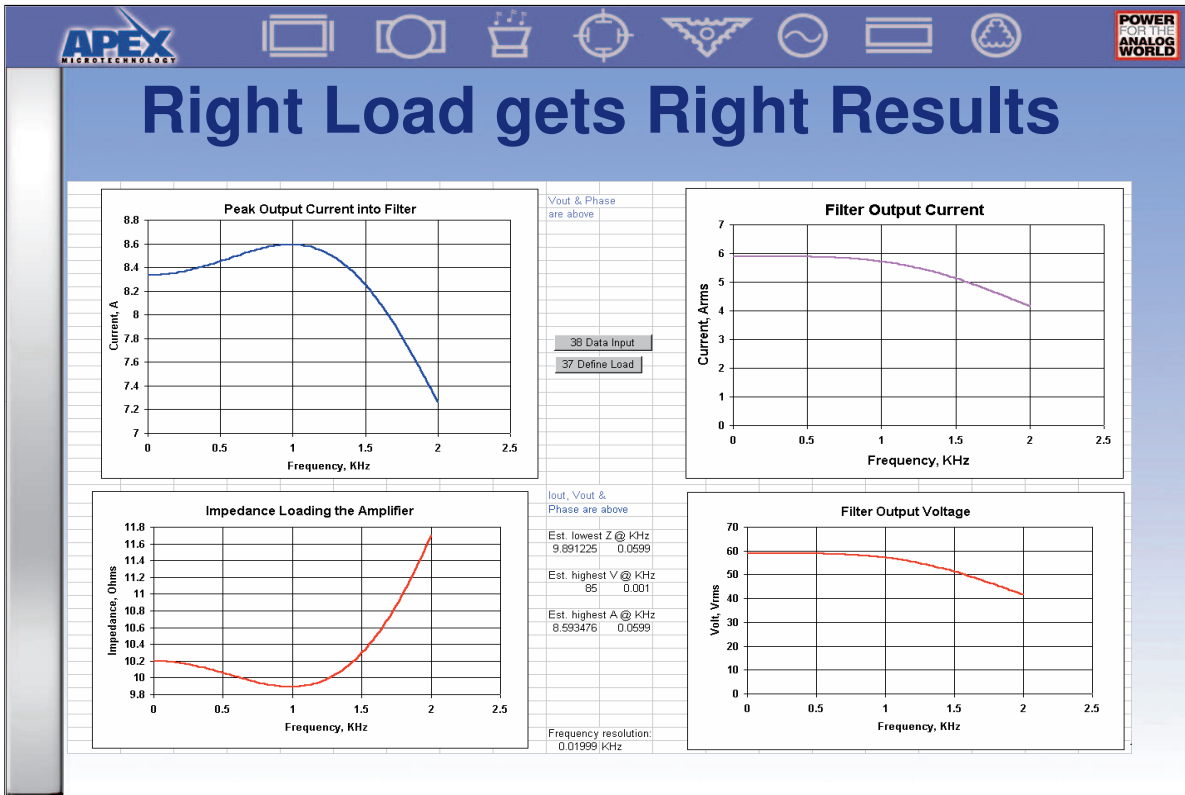 APEX
MICROTECHNOLOGY
POWER
FOR THE
ANALOG
WORLD
Right Load gets Right Results
Peak Output Current into Filter
8.8
8.6
8.4
8.2
8
7.8
7.6
7.4
7.2
7
Current, A
0 0.5 1 1.5 2 2.5
Frequency, KHz
Vout & Phase
are above
38 Data Input
37 Define Load
Filter Output Current
7
6
5
4
3
2
1
0
Current, Arms
0 0.5 1 1.5 2 2.5
Frequency, KHz
Impedance Loading the Amplifier
11.8
11.6
11.4
11.2
11
10.8
10.6
10.4
10.2
10
9.8
Impedance, Ohms
0 0.5 1 1.5 2 2.5
Frequency, KHz
Iout, Vout &
Phase are above
Est. lowest Z @ KHz
9.891225 0.0599
Est. highest V @ KHz
85 0.001
Est. highest A @ KHz
8.593476 0.0599
Frequency resolution:
0.01999 KHz
Filter Output Voltage
70
60
50
40
30
20
10
0
Volt, Vrms
0 0.5 1 1.5 2 2.5
Frequency, KHz